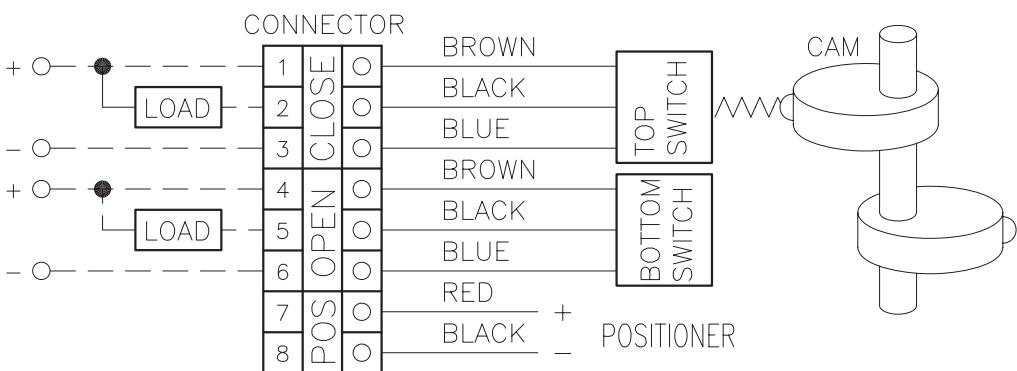 CONNECTOR
BROWN
CAM
+
1
CLOSE
BLACK
TOP
SWITCH
LOAD
2
BLUE
-
3
BROWN
+
4
OPEN
BLACK
BOTTOM
SWITCH
LOAD
5
BLUE
-
6
RED
7
POS
+
POSITIONER
BLACK
8
-